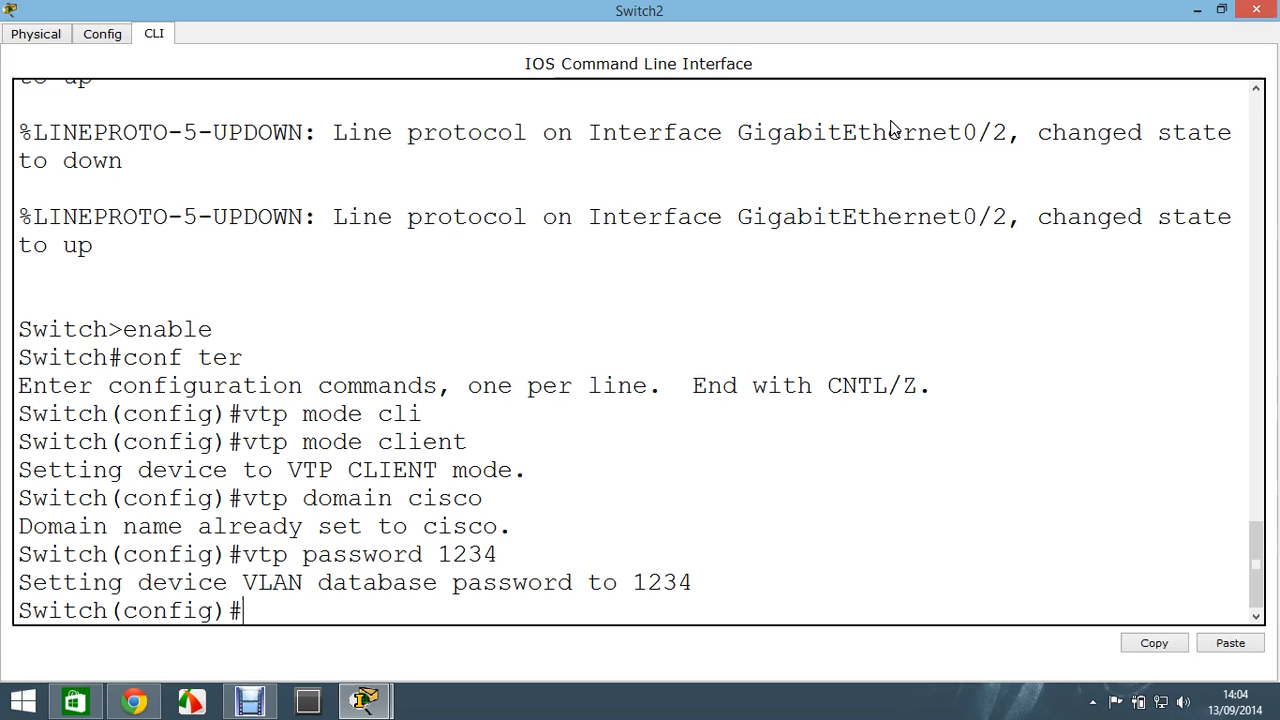 Switch2
Physical
Config
CLI
IOS Command Line Interface
to up
%LINEPROTO-5-UPDOWN: Line protocol on Interface GigabitEthernet0/2, changed state
to down
%LINEPROTO-5-UPDOWN: Line protocol on Interface GigabitEthernet0/2, changed state
to up
Switch>enable
Switch#conf ter
Enter configuration commands, one per line.  End with CNTL/Z.
Switch(config)#vtp mode cli
Switch(config)#vtp mode client
Setting device to VTP CLIENT mode.
Switch(config)#vtp domain cisco
Domain name already set to cisco.
Switch(config)#vtp password 1234
Setting device VLAN database password to 1234
Switch(config)#
Copy
Paste
14:04
13/09/2014